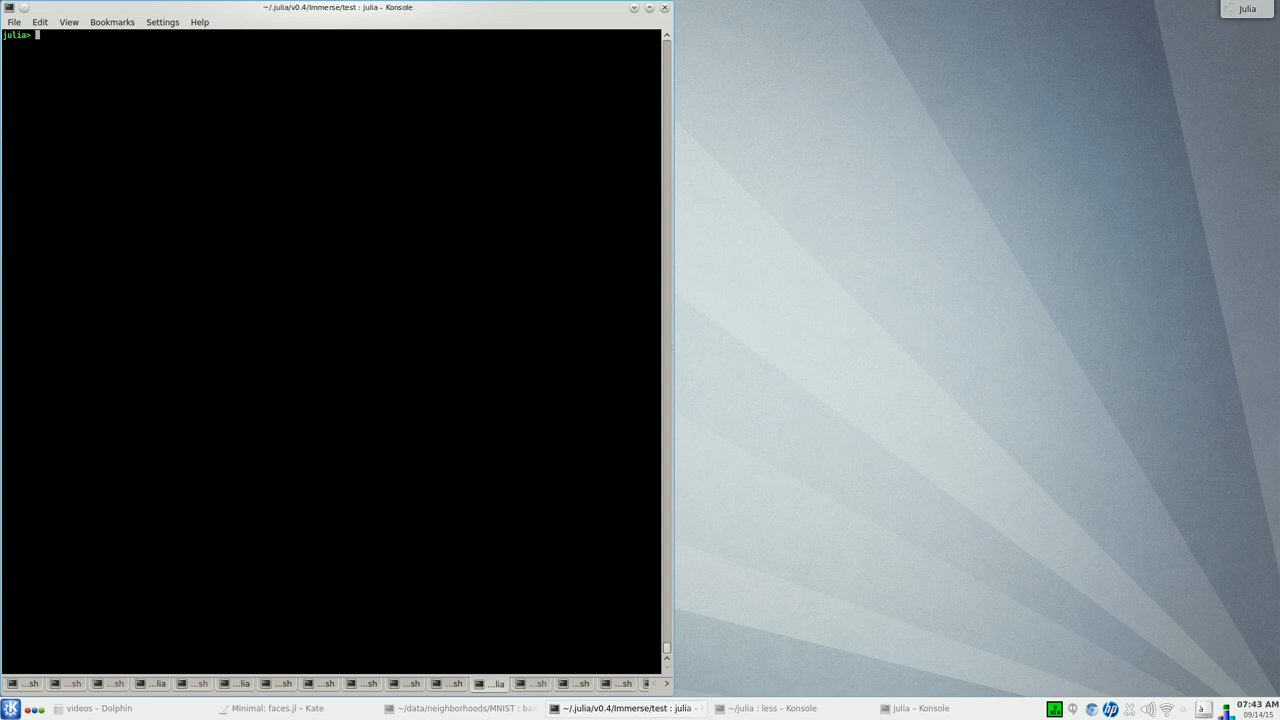 ~/.julia/v0.4/Immerse/test : julia – Konsole
File Edit View Bookmarks Settings Help
julia>
Julia
...sh ...sh ...sh ...lia ...sh ...lia ...sh ...sh ...sh ...sh ...sh ...lia ...sh ...sh ...sh
videos – Dolphin
Minimal: faces.jl – Kate
~/data/neighborhoods/MNIST : ba
~/.julia/v0.4/Immerse/test : julia –
~/julia : less – Konsole
julia – Konsole
07:43 AM
09/14/15